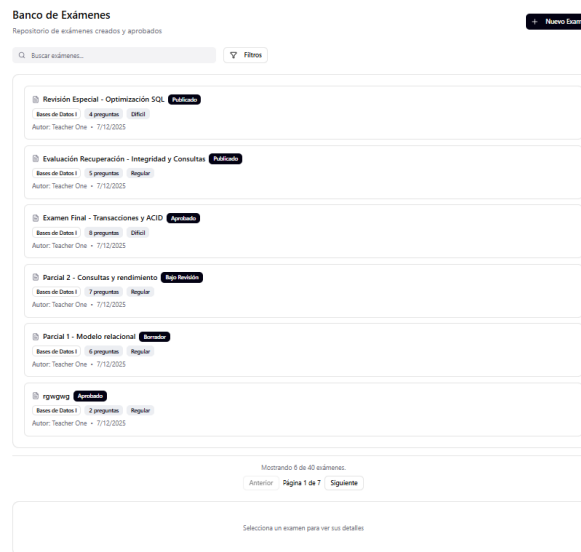 Banco de Exámenes
Repositorio de exámenes creados y aprobados
+ Nuevo Exam
Buscar exámenes...
Filtros
Revisión Especial - Optimización SQL Publicado
Bases de Datos I 4 preguntas Difícil
Autor: Teacher One • 7/12/2025
Evaluación Recuperación - Integridad y Consultas Publicado
Bases de Datos I 5 preguntas Regular
Autor: Teacher One • 7/12/2025
Examen Final - Transacciones y ACID Aprobado
Bases de Datos I 8 preguntas Difícil
Autor: Teacher One • 7/12/2025
Parcial 2 - Consultas y rendimiento Bajo Revisión
Bases de Datos I 7 preguntas Regular
Autor: Teacher One • 7/12/2025
Parcial 1 - Modelo relacional Borrador
Bases de Datos I 6 preguntas Regular
Autor: Teacher One • 7/12/2025
rgwgwg Aprobado
Bases de Datos I 2 preguntas Regular
Autor: Teacher One • 7/12/2025
Mostrando 6 de 40 exámenes.
Anterior Página 1 de 7 Siguiente
Selecciona un examen para ver sus detalles